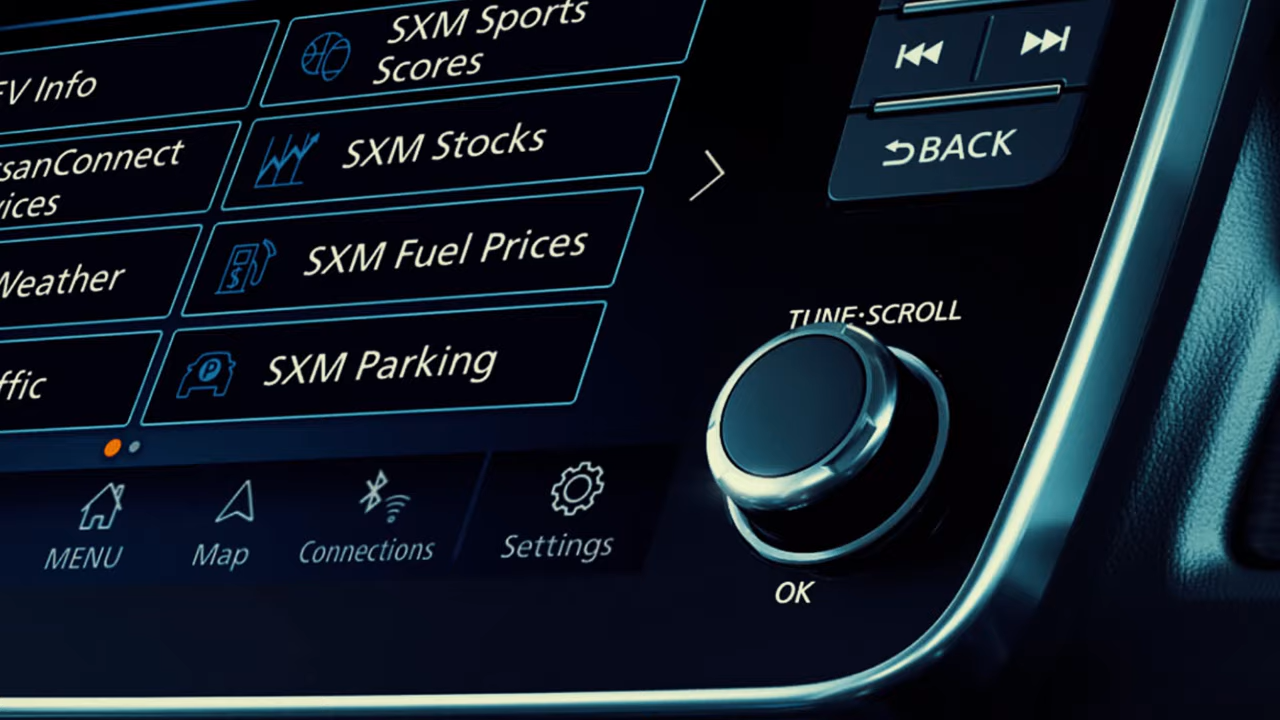 EV Info
SXM Sports
Scores
ssanConnect
vices
SXM Stocks
Weather
SXM Fuel Prices
ffic
SXM Parking
MENU
Map
Connections
Settings
BACK
TUNE·SCROLL
OK